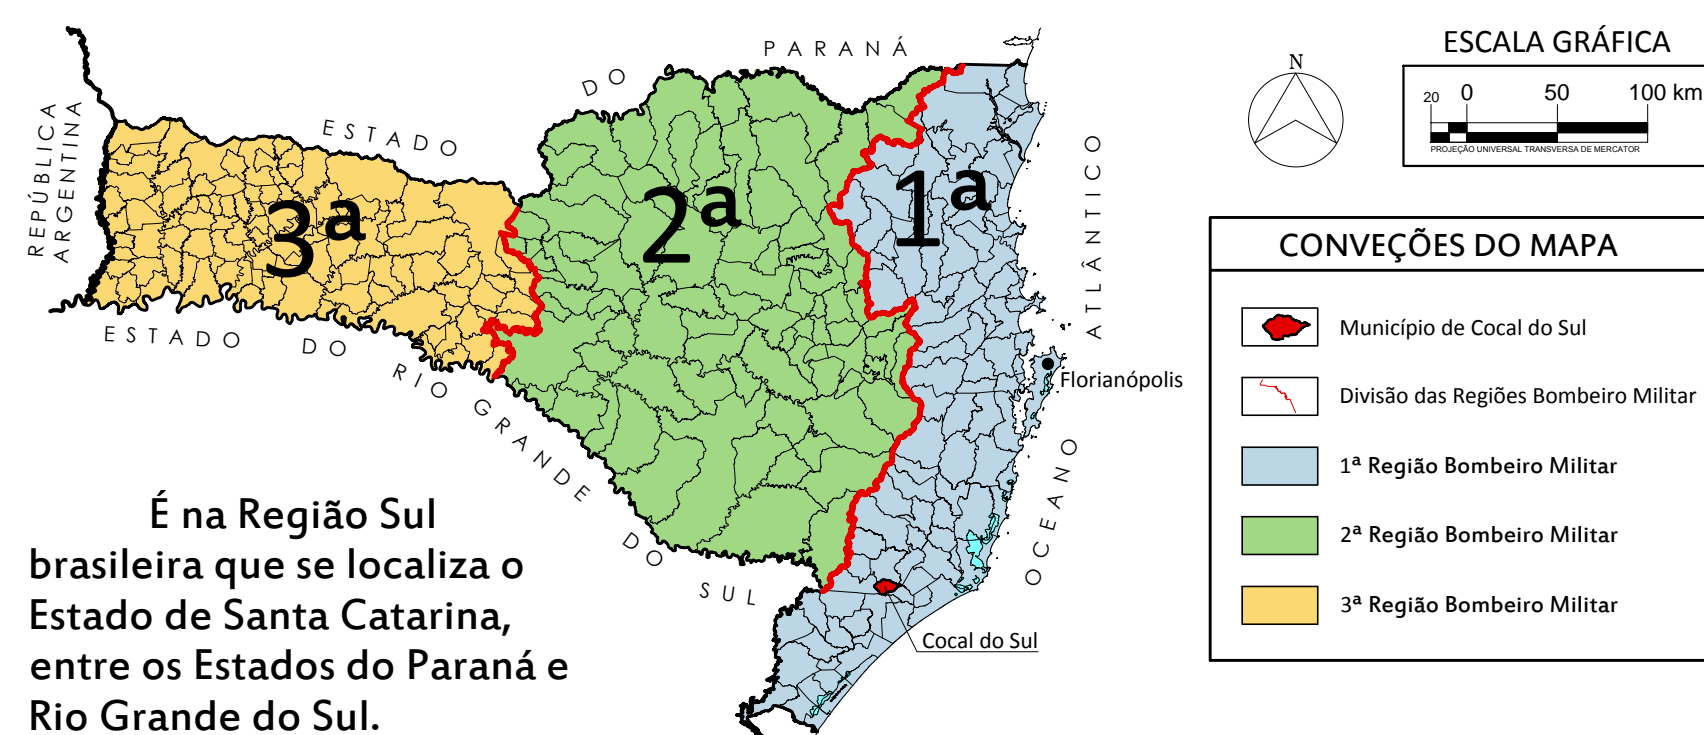 PARANÁ
DO
ESTADO
REPÚBLICA
ARGENTINA
3ª
2ª
1ª
ESTADO DO RIO GRANDE DO SUL
OCEANO ATLÂNTICO
Florianópolis
Cocal do Sul
É na Região Sul
brasileira que se localiza o
Estado de Santa Catarina,
entre os Estados do Paraná e
Rio Grande do Sul.
N
ESCALA GRÁFICA
20 0 50 100 km
PROJEÇÃO UNIVERSAL TRANSVERSA DE MERCATOR
CONVEÇÕES DO MAPA
Município de Cocal do Sul
Divisão das Regiões Bombeiro Militar
1ª Região Bombeiro Militar
2ª Região Bombeiro Militar
3ª Região Bombeiro Militar